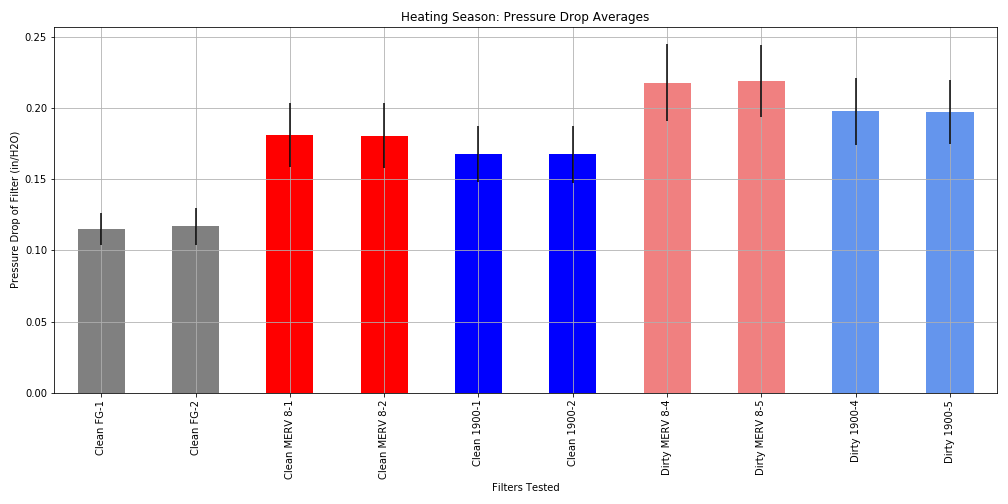 Heating Season: Pressure Drop Averages
Pressure Drop of Filter (in/H2O)
0.25
0.20
0.15
0.10
0.05
0.00
Clean FG-1
Clean FG-2
Clean MERV 8-1
Clean MERV 8-2
Clean 1900-1
Clean 1900-2
Dirty MERV 8-4
Dirty MERV 8-5
Dirty 1900-4
Dirty 1900-5
Filters Tested